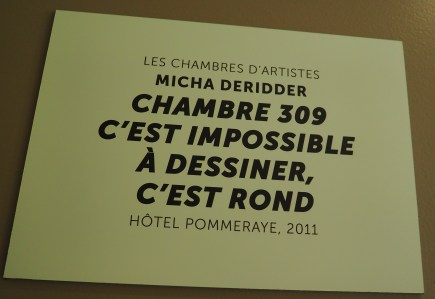 LES CHAMBRES D'ARTISTES
MICHA DERIDDER
CHAMBRE 309
C'EST IMPOSSIBLE
À DESSINER,
C'EST ROND
HÔTEL POMMERAYE, 2011